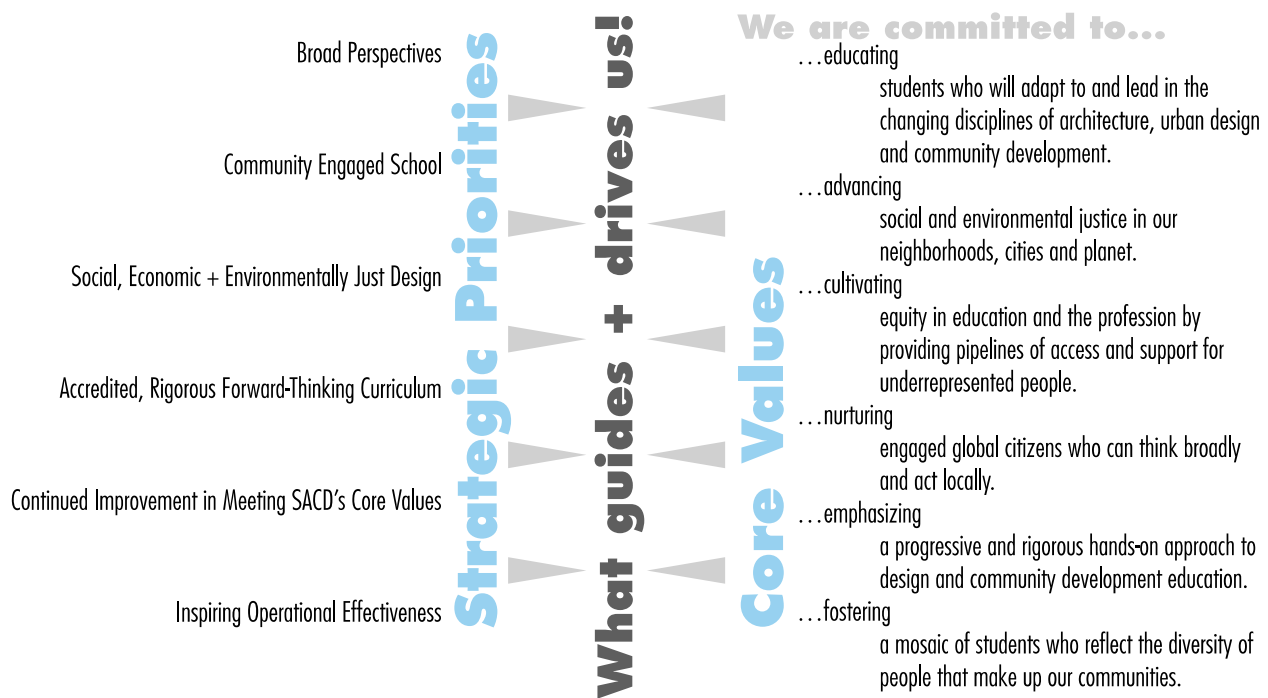 Broad Perspectives
Community Engaged School
Social, Economic + Environmentally Just Design
Accredited, Rigorous Forward-Thinking Curriculum
Continued Improvement in Meeting SACD’s Core Values
Inspiring Operational Effectiveness
Strategic Priorities
What guides + drives us!
Core Values
We are committed to...
...educating
students who will adapt to and lead in the
changing disciplines of architecture, urban design
and community development.
...advancing
social and environmental justice in our
neighborhoods, cities and planet.
...cultivating
equity in education and the profession by
providing pipelines of access and support for
underrepresented people.
...nurturing
engaged global citizens who can think broadly
and act locally.
...emphasizing
a progressive and rigorous hands-on approach to
design and community development education.
...fostering
a mosaic of students who reflect the diversity of
people that make up our communities.